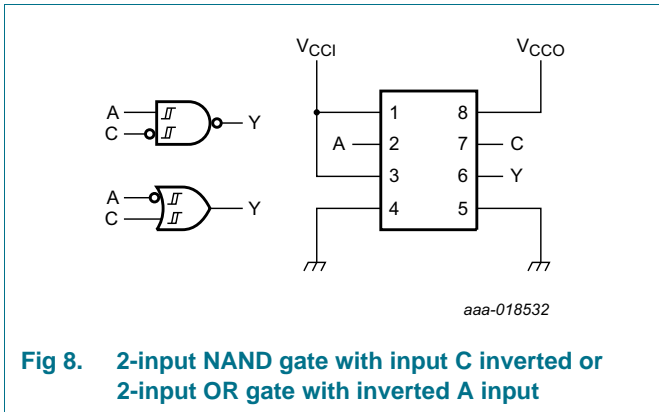 VCCI
VCCO
A
C
Y
A
C
Y
1
2
3
4
8
7
6
5
A
C
Y
aaa-018532
Fig 8. 2-input NAND gate with input C inverted or
2-input OR gate with inverted A input